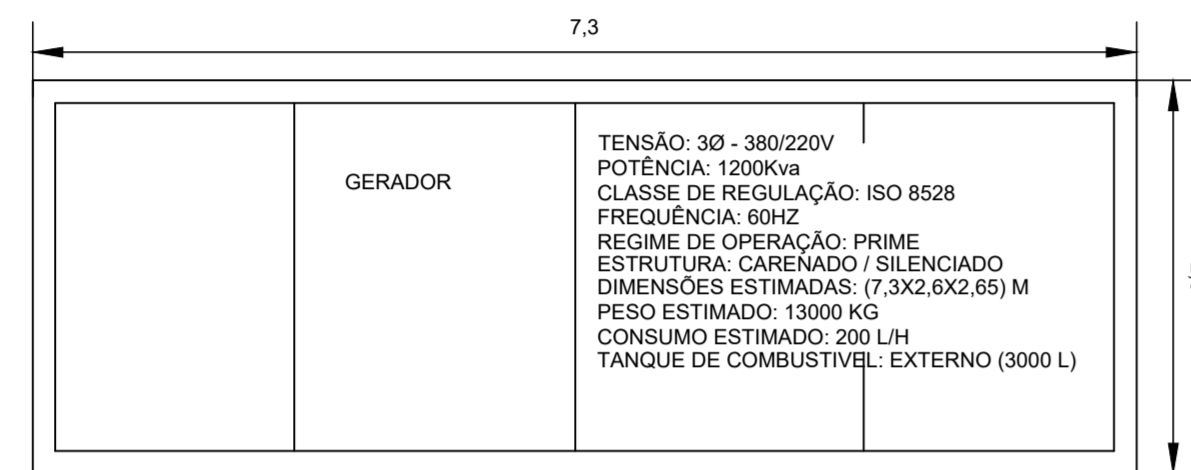 7,3
GERADOR
TENSÃO: 3Ø - 380/220V
POTÊNCIA: 1200Kva
CLASSE DE REGULAÇÃO: ISO 8528
FREQUÊNCIA: 60HZ
REGIME DE OPERAÇÃO: PRIME
ESTRUTURA: CARENADO / SILENCIADO
DIMENSÕES ESTIMADAS: (7,3X2,6X2,65) M
PESO ESTIMADO: 13000 KG
CONSUMO ESTIMADO: 200 L/H
TANQUE DE COMBUSTIVEL: EXTERNO (3000 L)